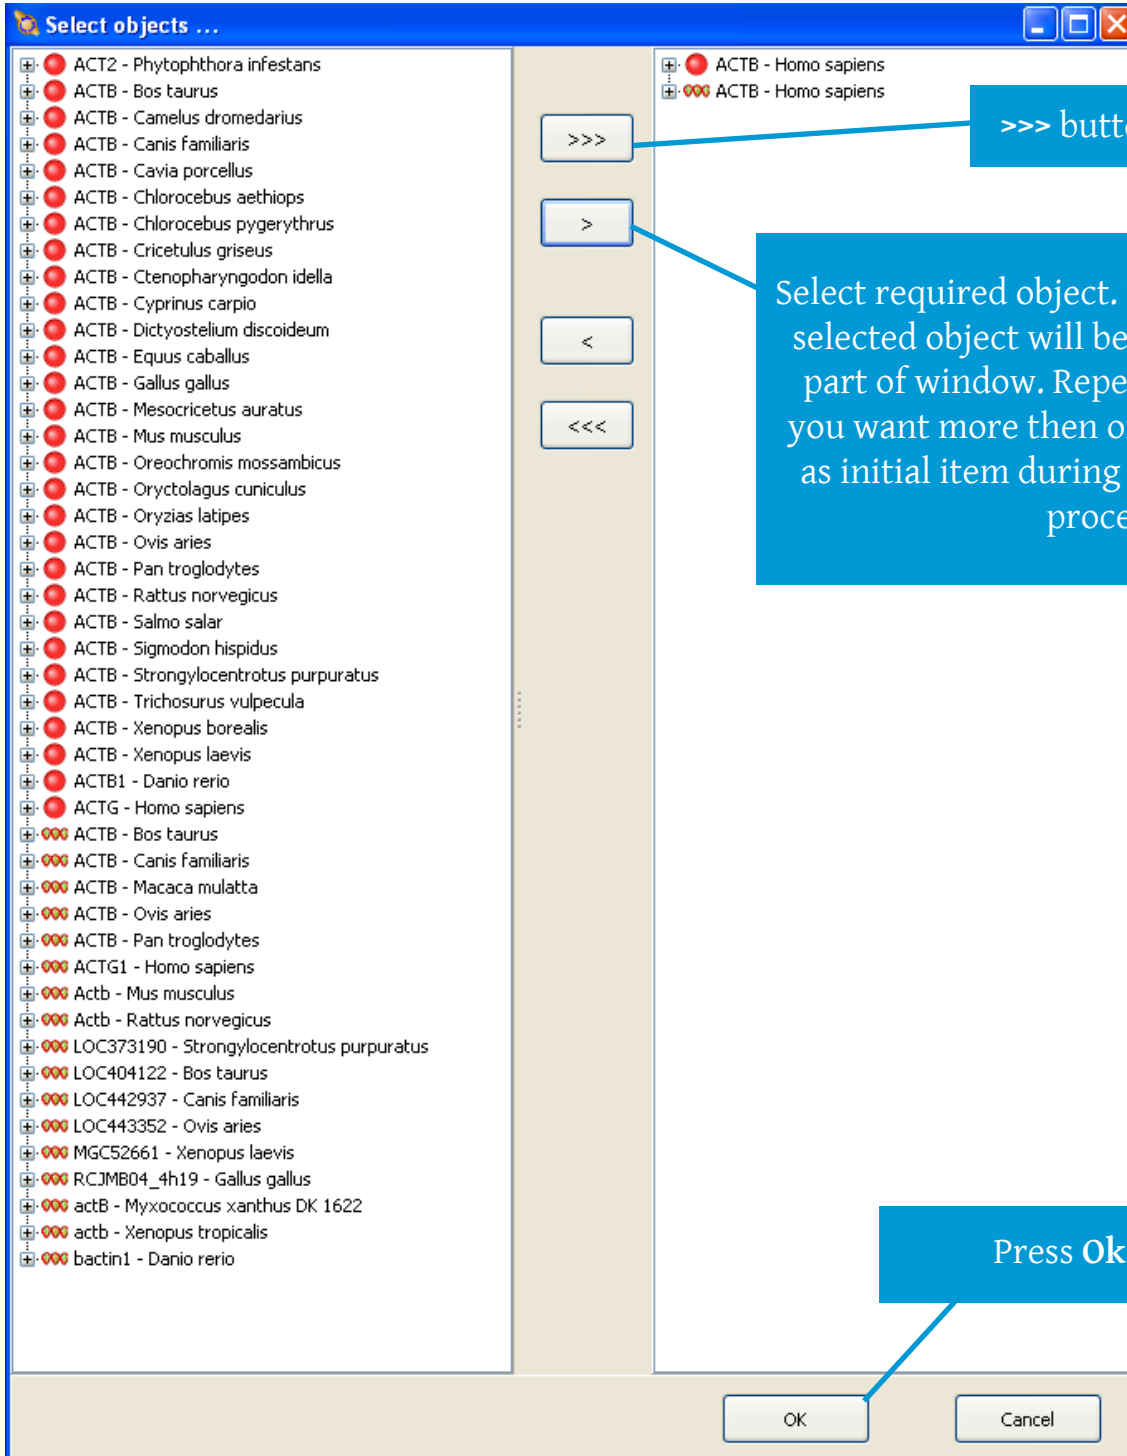 Select objects ...
ACT2 - Phytophthora infestans
ACTB - Bos taurus
ACTB - Camelus dromedarius
ACTB - Canis familiaris
ACTB - Cavia porcellus
ACTB - Chlorocebus aethiops
ACTB - Chlorocebus pygerythrus
ACTB - Cricetulus griseus
ACTB - Ctenopharyngodon idella
ACTB - Cyprinus carpio
ACTB - Dictyostelium discoideum
ACTB - Equus caballus
ACTB - Gallus gallus
ACTB - Mesocricetus auratus
ACTB - Mus musculus
ACTB - Oreochromis mossambicus
ACTB - Oryctolagus cuniculus
ACTB - Oryzias latipes
ACTB - Ovis aries
ACTB - Pan troglodytes
ACTB - Rattus norvegicus
ACTB - Salmo salar
ACTB - Sigmodon hispidus
ACTB - Strongylocentrotus purpuratus
ACTB - Trichosurus vulpecula
ACTB - Xenopus borealis
ACTB - Xenopus laevis
ACTB1 - Danio rerio
ACTG - Homo sapiens
ACTB - Bos taurus
ACTB - Canis familiaris
ACTB - Macaca mulatta
ACTB - Ovis aries
ACTB - Pan troglodytes
ACTG1 - Homo sapiens
Actb - Mus musculus
Actb - Rattus norvegicus
LOC373190 - Strongylocentrotus purpuratus
LOC404122 - Bos taurus
LOC442937 - Canis familiaris
LOC443352 - Ovis aries
MGC52661 - Xenopus laevis
RCJMB04_4h19 - Gallus gallus
actB - Myxococcus xanthus DK 1622
actb - Xenopus tropicalis
bactin1 - Danio rerio
>>>
>
<
<<<
ACTB - Homo sapiens
ACTB - Homo sapiens
>>> butt
Select required object.
selected object will be
part of window. Repe
you want more then o
as initial item during
proce
Press Ok
OK
Cancel